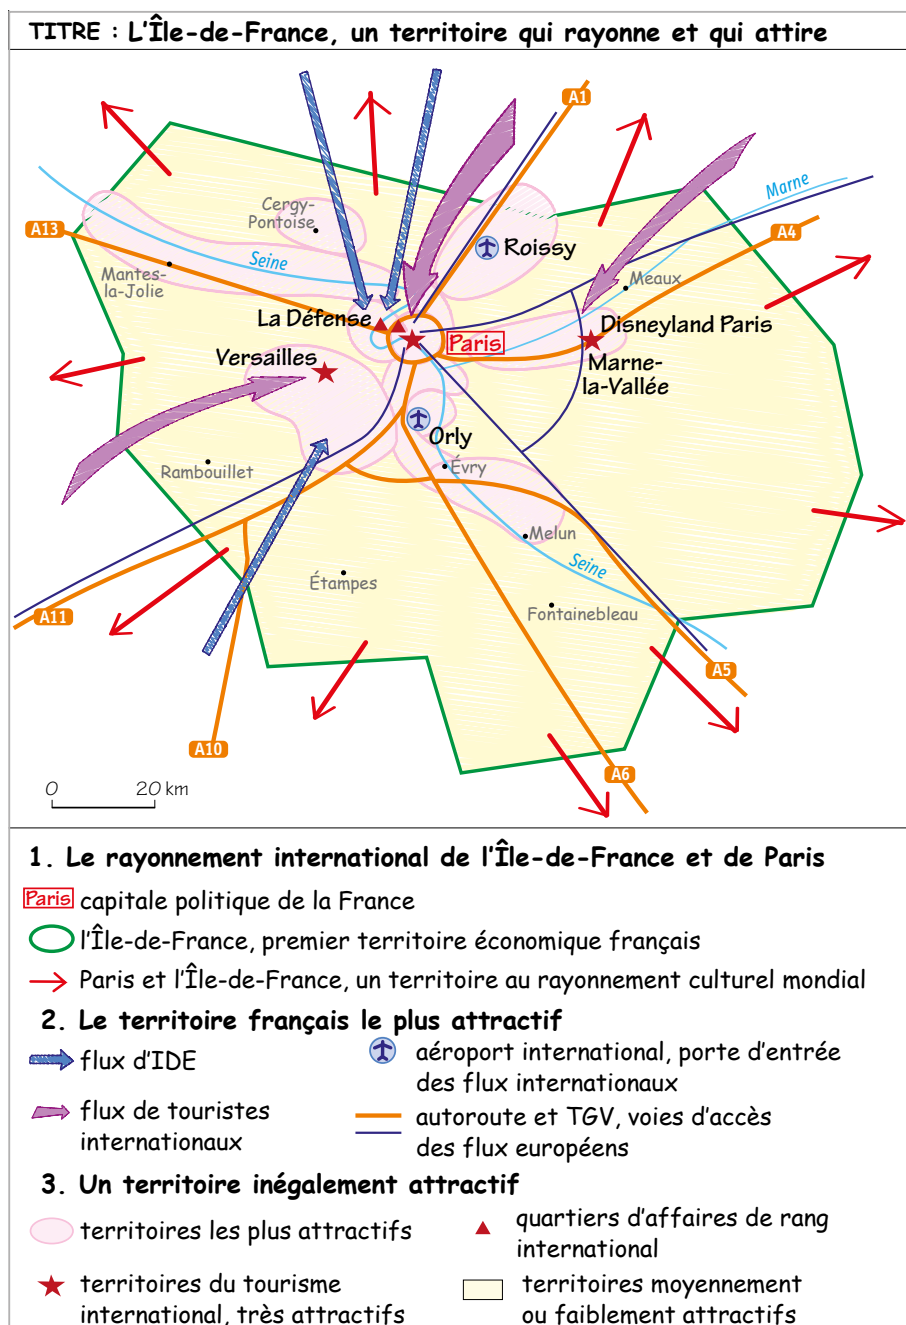 TITRE : L'Île-de-France, un territoire qui rayonne et qui attire
A1
Marne
Cergy-
Pontoise
A13
A4
Roissy
Seine
Mantes-
la-Jolie
Meaux
La Défense
Disneyland Paris
Paris
Versailles
Marne-
la-Vallée
Orly
Rambouillet
Évry
Melun
Seine
Étampes
Fontainebleau
A11
A5
A10
A6
0 20 km
1. Le rayonnement international de l'Île-de-France et de Paris
Paris capitale politique de la France
l'Île-de-France, premier territoire économique français
Paris et l'Île-de-France, un territoire au rayonnement culturel mondial
2. Le territoire français le plus attractif
flux d'IDE
aéroport international, porte d'entrée
des flux internationaux
flux de touristes
internationaux
autoroute et TGV, voies d'accès
des flux européens
3. Un territoire inégalement attractif
territoires les plus attractifs
quartiers d'affaires de rang
international
territoires du tourisme
international, très attractifs
territoires moyennement
ou faiblement attractifs